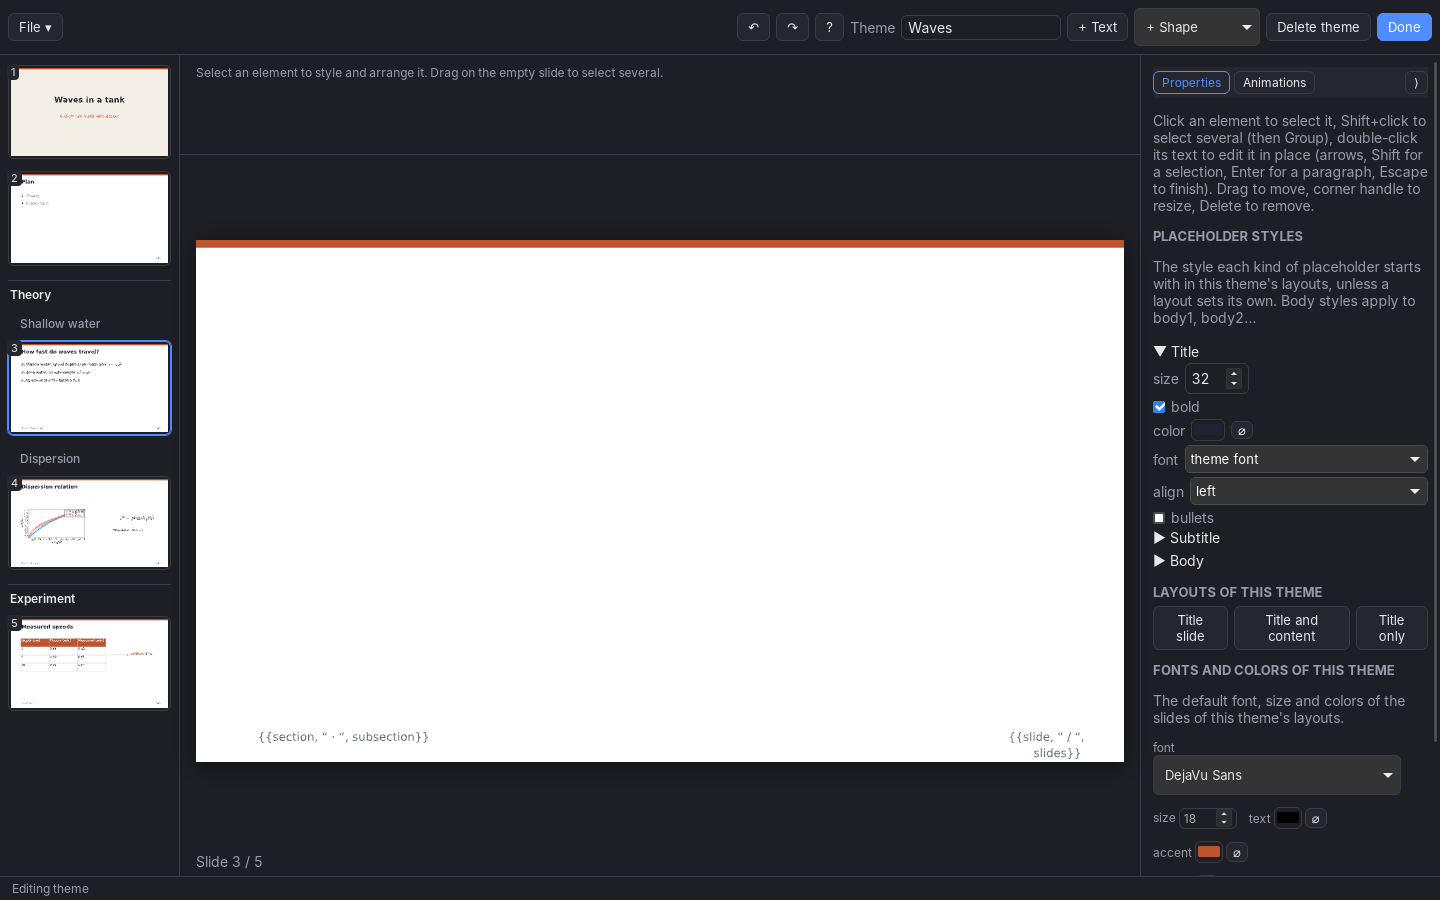 File ▾
↶
↷
?
Theme
Waves
+ Text
+ Shape
Delete theme
Done
1
Waves in a tank
2
Plan
Theory
Shallow water
3
How fast do waves travel?
Dispersion
4
Dispersion relation
Experiment
5
Measured speeds
Select an element to style and arrange it. Drag on the empty slide to select several.
{{section, “ · “, subsection}}
{{slide, “ / “,
slides}}
Slide 3 / 5
Properties
Animations
⟩
Click an element to select it, Shift+click to
select several (then Group), double-click
its text to edit it in place (arrows, Shift for
a selection, Enter for a paragraph, Escape
to finish). Drag to move, corner handle to
resize, Delete to remove.
PLACEHOLDER STYLES
The style each kind of placeholder starts
with in this theme's layouts, unless a
layout sets its own. Body styles apply to
body1, body2...
▼ Title
size 32
bold
color ⌀
font theme font
align left
bullets
▶ Subtitle
▶ Body
LAYOUTS OF THIS THEME
Title
slide
Title and
content
Title
only
FONTS AND COLORS OF THIS THEME
The default font, size and colors of the
slides of this theme's layouts.
font
DejaVu Sans
size 18 text ⌀
accent ⌀
Editing theme